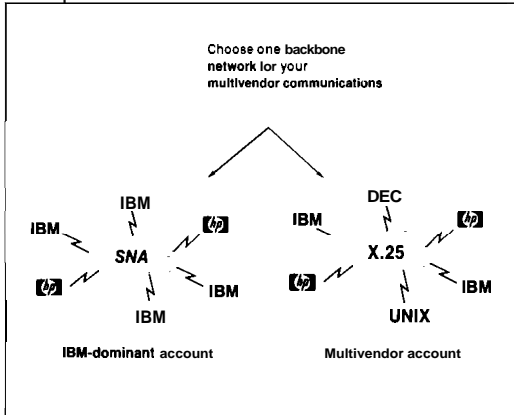 Choose one backbone
network for your
multivendor communications
IBM
IBM
hp
SNA
hp
IBM
IBM
IBM-dominant account
DEC
IBM
hp
X.25
hp
IBM
UNIX
Multivendor account